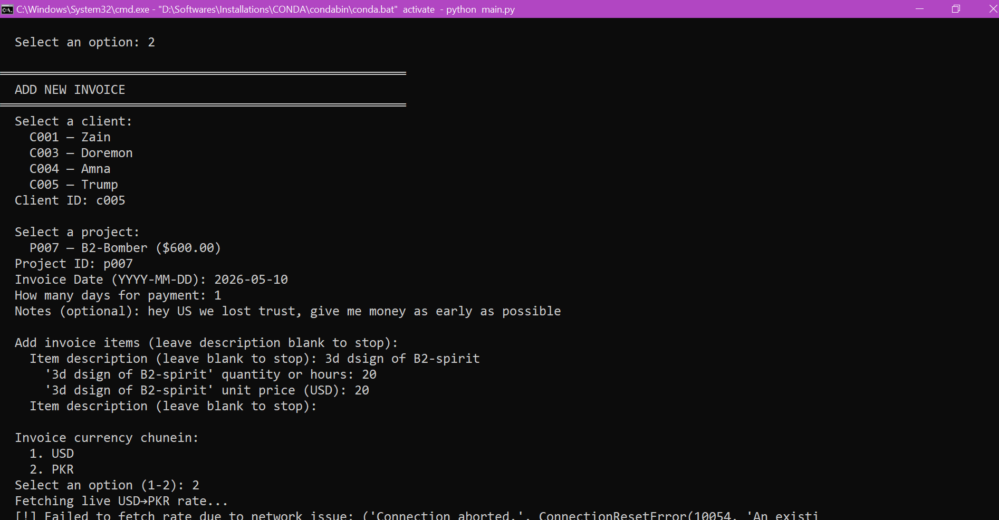 C:\Windows\System32\cmd.exe - "D:\Softwares\Installations\CONDA\condabin\conda.bat" activate - python main.py
Select an option: 2
ADD NEW INVOICE
Select a client:
C001 — Zain
C003 — Doremon
C004 — Amna
C005 — Trump
Client ID: c005
Select a project:
P007 — B2-Bomber ($600.00)
Project ID: p007
Invoice Date (YYYY-MM-DD): 2026-05-10
How many days for payment: 1
Notes (optional): hey US we lost trust, give me money as early as possible
Add invoice items (leave description blank to stop):
Item description (leave blank to stop): 3d dsign of B2-spirit
'3d dsign of B2-spirit' quantity or hours: 20
'3d dsign of B2-spirit' unit price (USD): 20
Item description (leave blank to stop):
Invoice currency chunein:
1. USD
2. PKR
Select an option (1-2): 2
Fetching live USD→PKR rate...
[!] Failed to fetch rate due to network issue: ('Connection aborted.', ConnectionResetError(10054, 'An existi